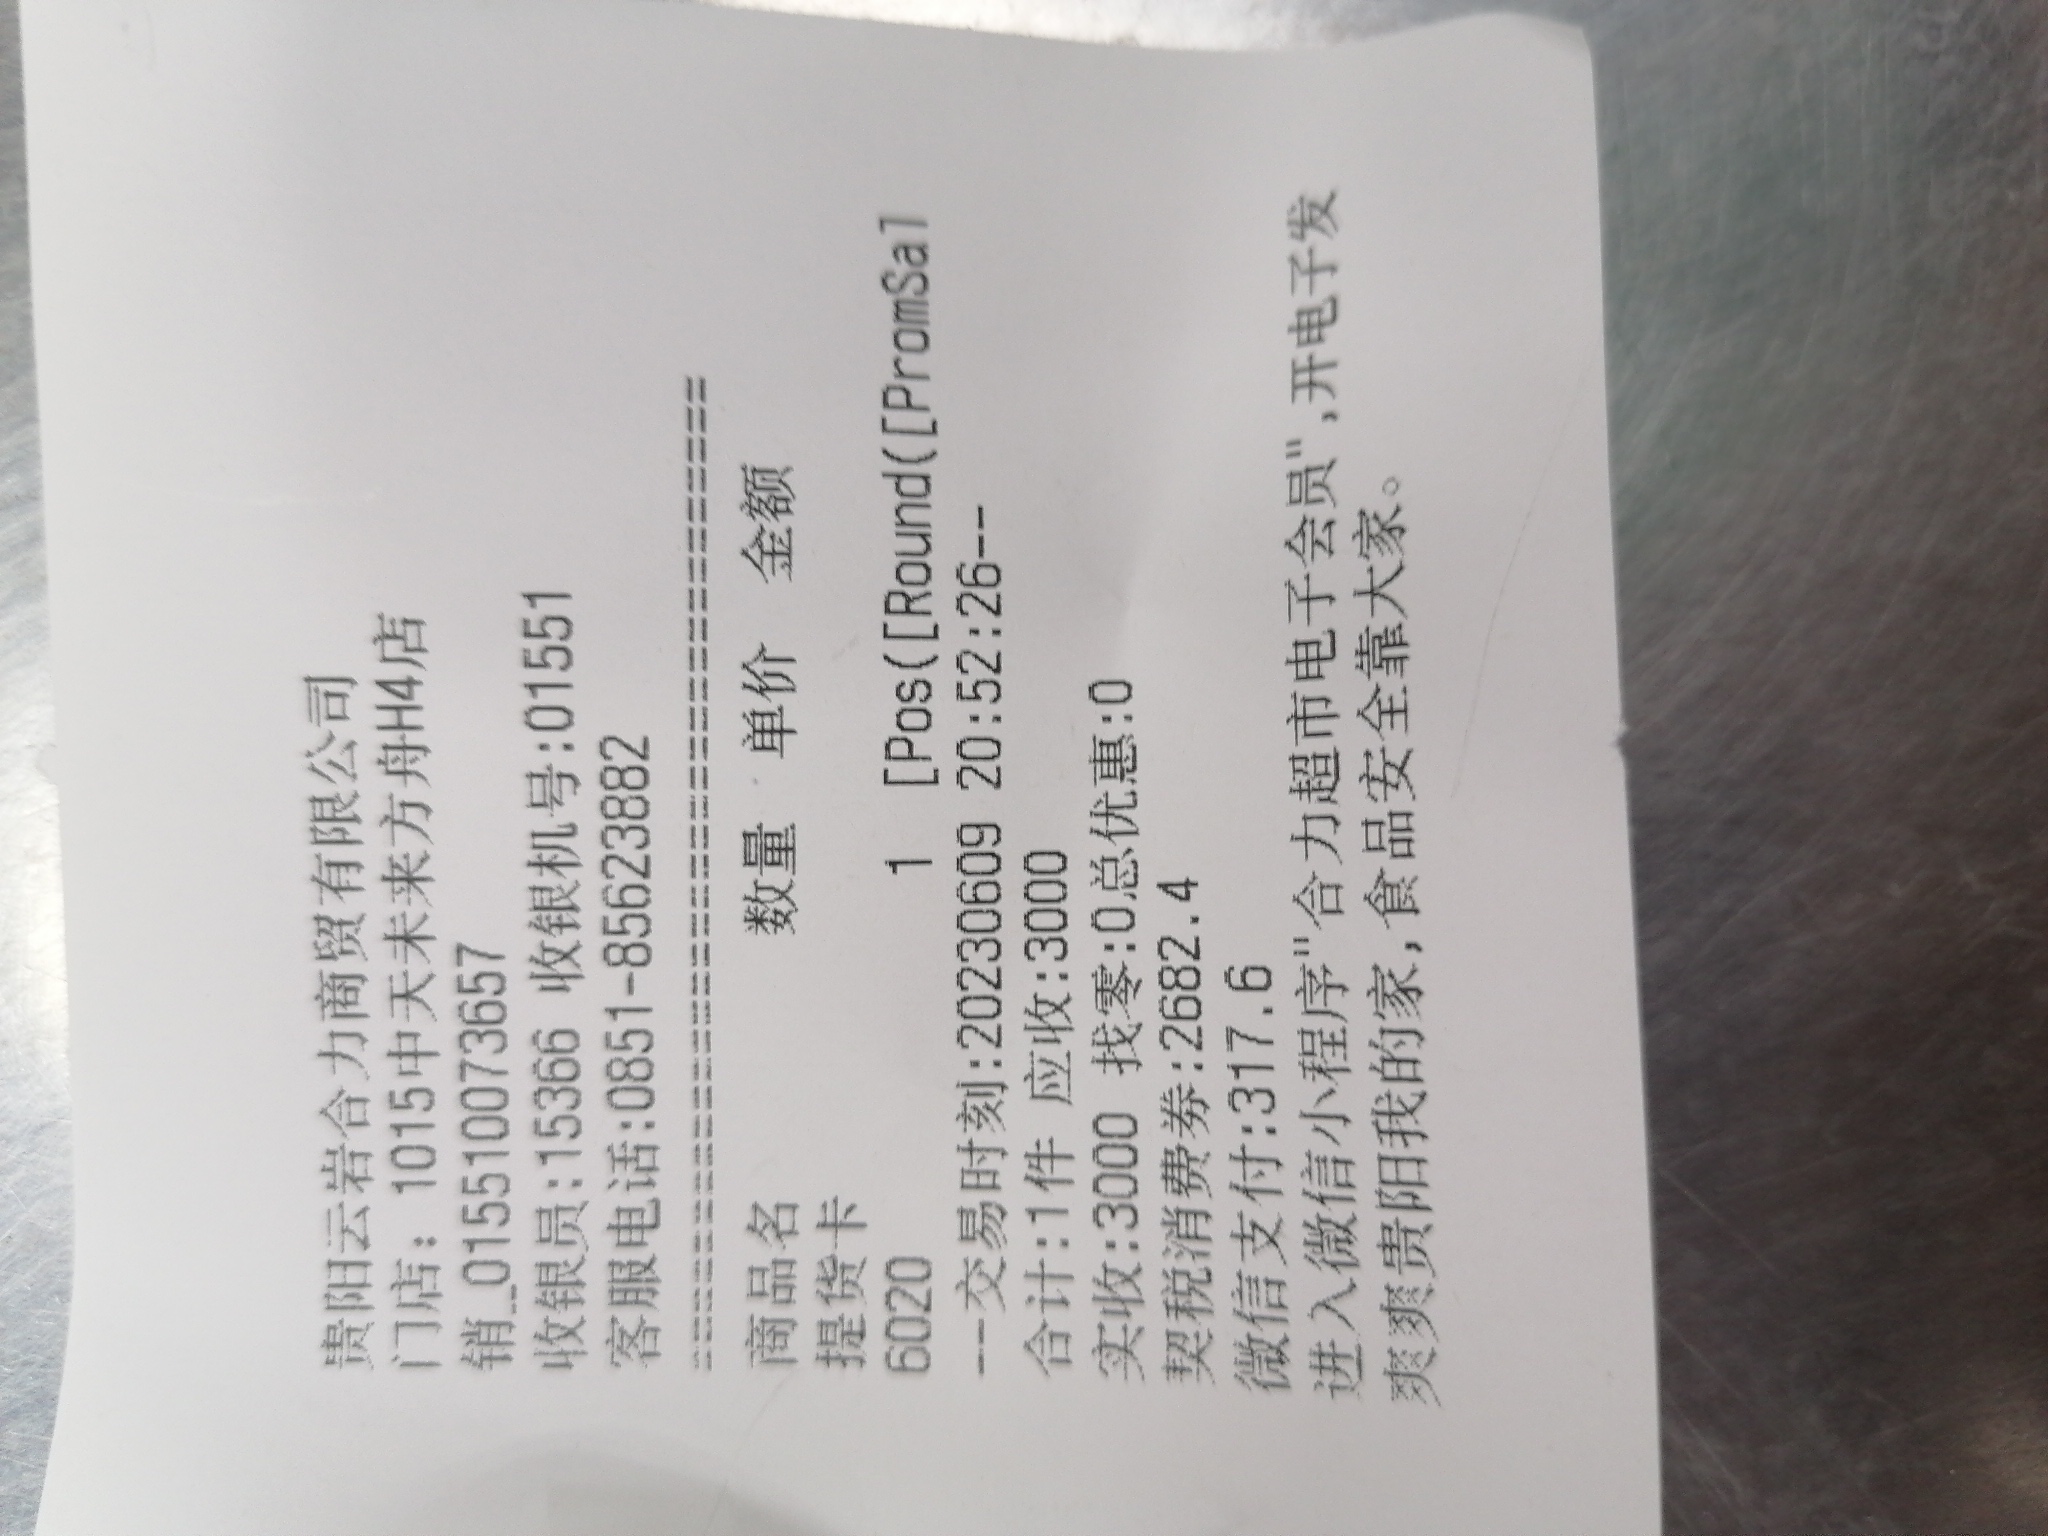 贵阳云岩合力商贸有限公司
门店：1015中天未来方舟H4店
销_015510073657
收银员:15366 收银机号:01551
客服电话:0851-85623882
==========================================
商品名 数量 单价 金额
提货卡
6020 1 [Pos([Round([PromSal
--交易时刻:20230609 20:52:26--
合计:1件 应收:3000
实收:3000 找零:0总优惠:0
契税消费券:2682.4
微信支付:317.6
进入微信小程序"合力超市电子会员",开电子发
爽爽贵阳我的家,食品安全靠大家。